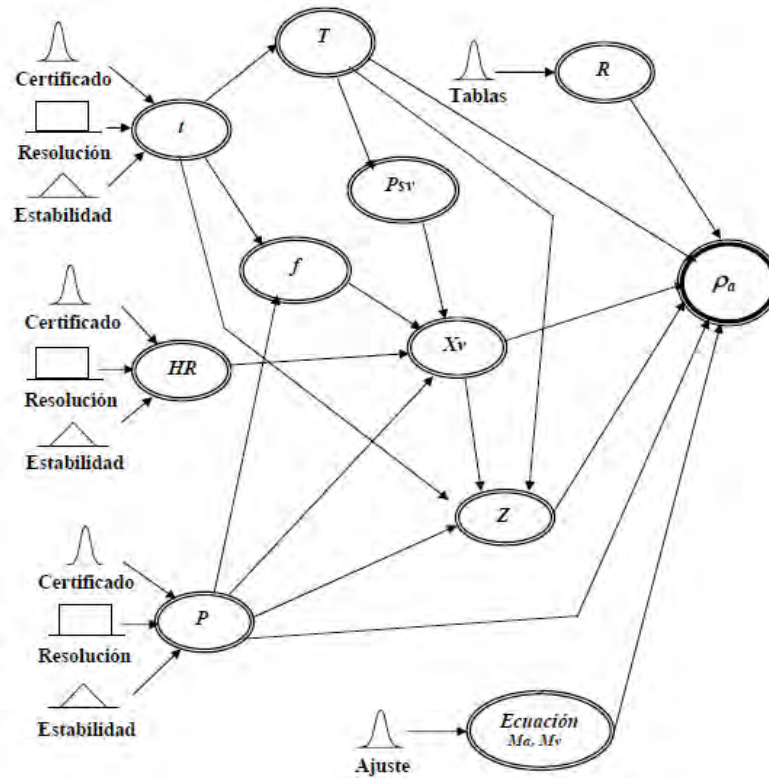 T
Certificado
R
Tablas
t
Resolución
Psv
Estabilidad
f
ρa
Certificado
Xv
HR
Resolución
Estabilidad
Z
Certificado
P
Resolución
Ecuación
Ma, Mv
Estabilidad
Ajuste